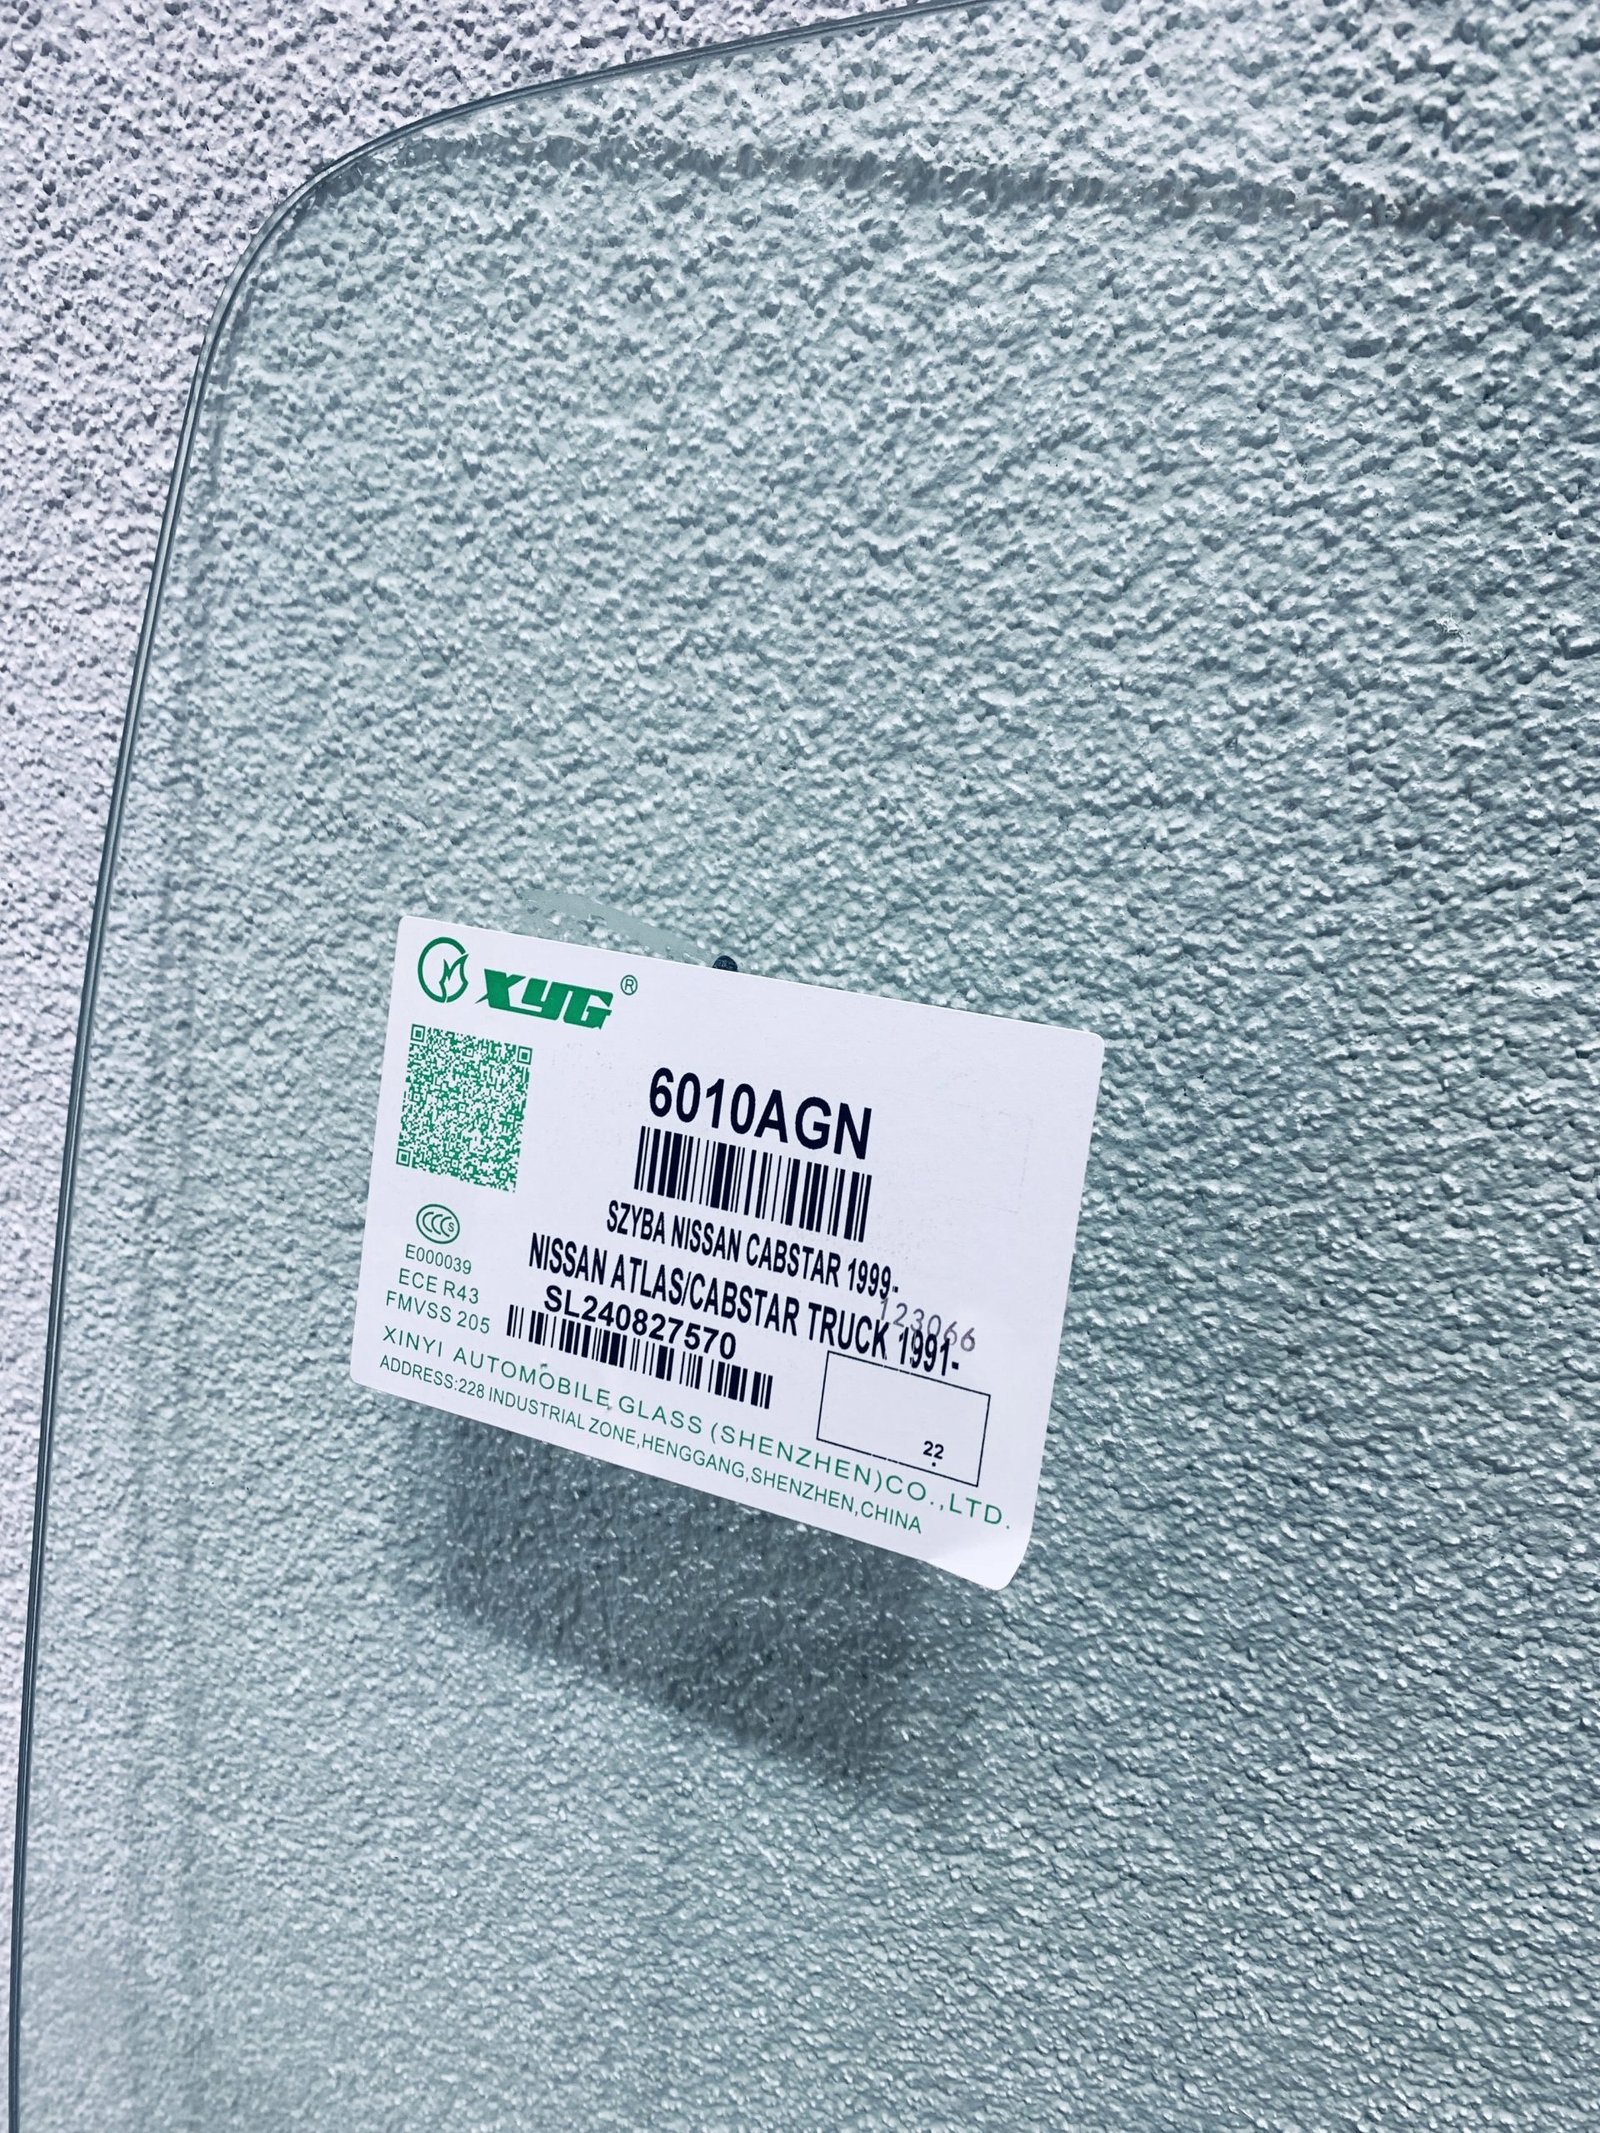 XYG®
6010AGN
SZYBA NISSAN CABSTAR 1999-
NISSAN ATLAS/CABSTAR TRUCK 1991-
123066
SL240827570
CCC S
E000039
ECE R43
FMVSS 205
22
XINYI AUTOMOBILE GLASS (SHENZHEN)CO.,LTD.
ADDRESS:228 INDUSTRIAL ZONE,HENGGANG,SHENZHEN,CHINA